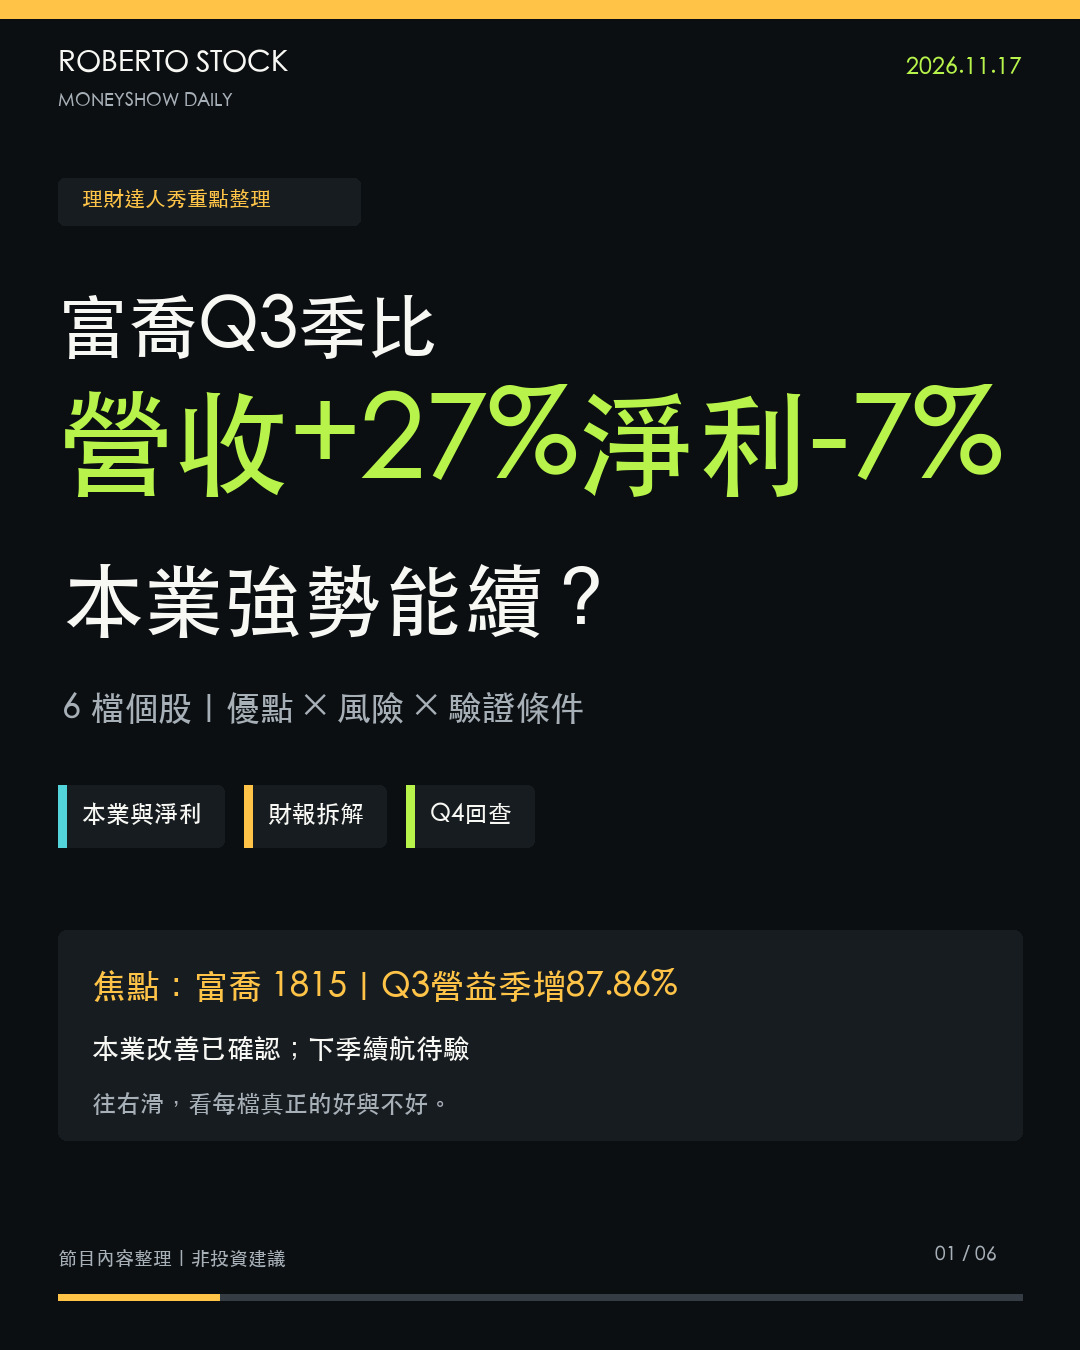 ROBERTO STOCK
2026.11.17
MONEYSHOW DAILY
理財達人秀重點整理
富喬Q3季比
營收+27%淨利-7%
本業強勢能續？
6 檔個股｜優點 × 風險 × 驗證條件
本業與淨利
財報拆解
Q4回查
焦點：富喬 1815｜Q3營益季增87.86%
本業改善已確認；下季續航待驗
往右滑，看每檔真正的好與不好。
節目內容整理｜非投資建議
01 / 06